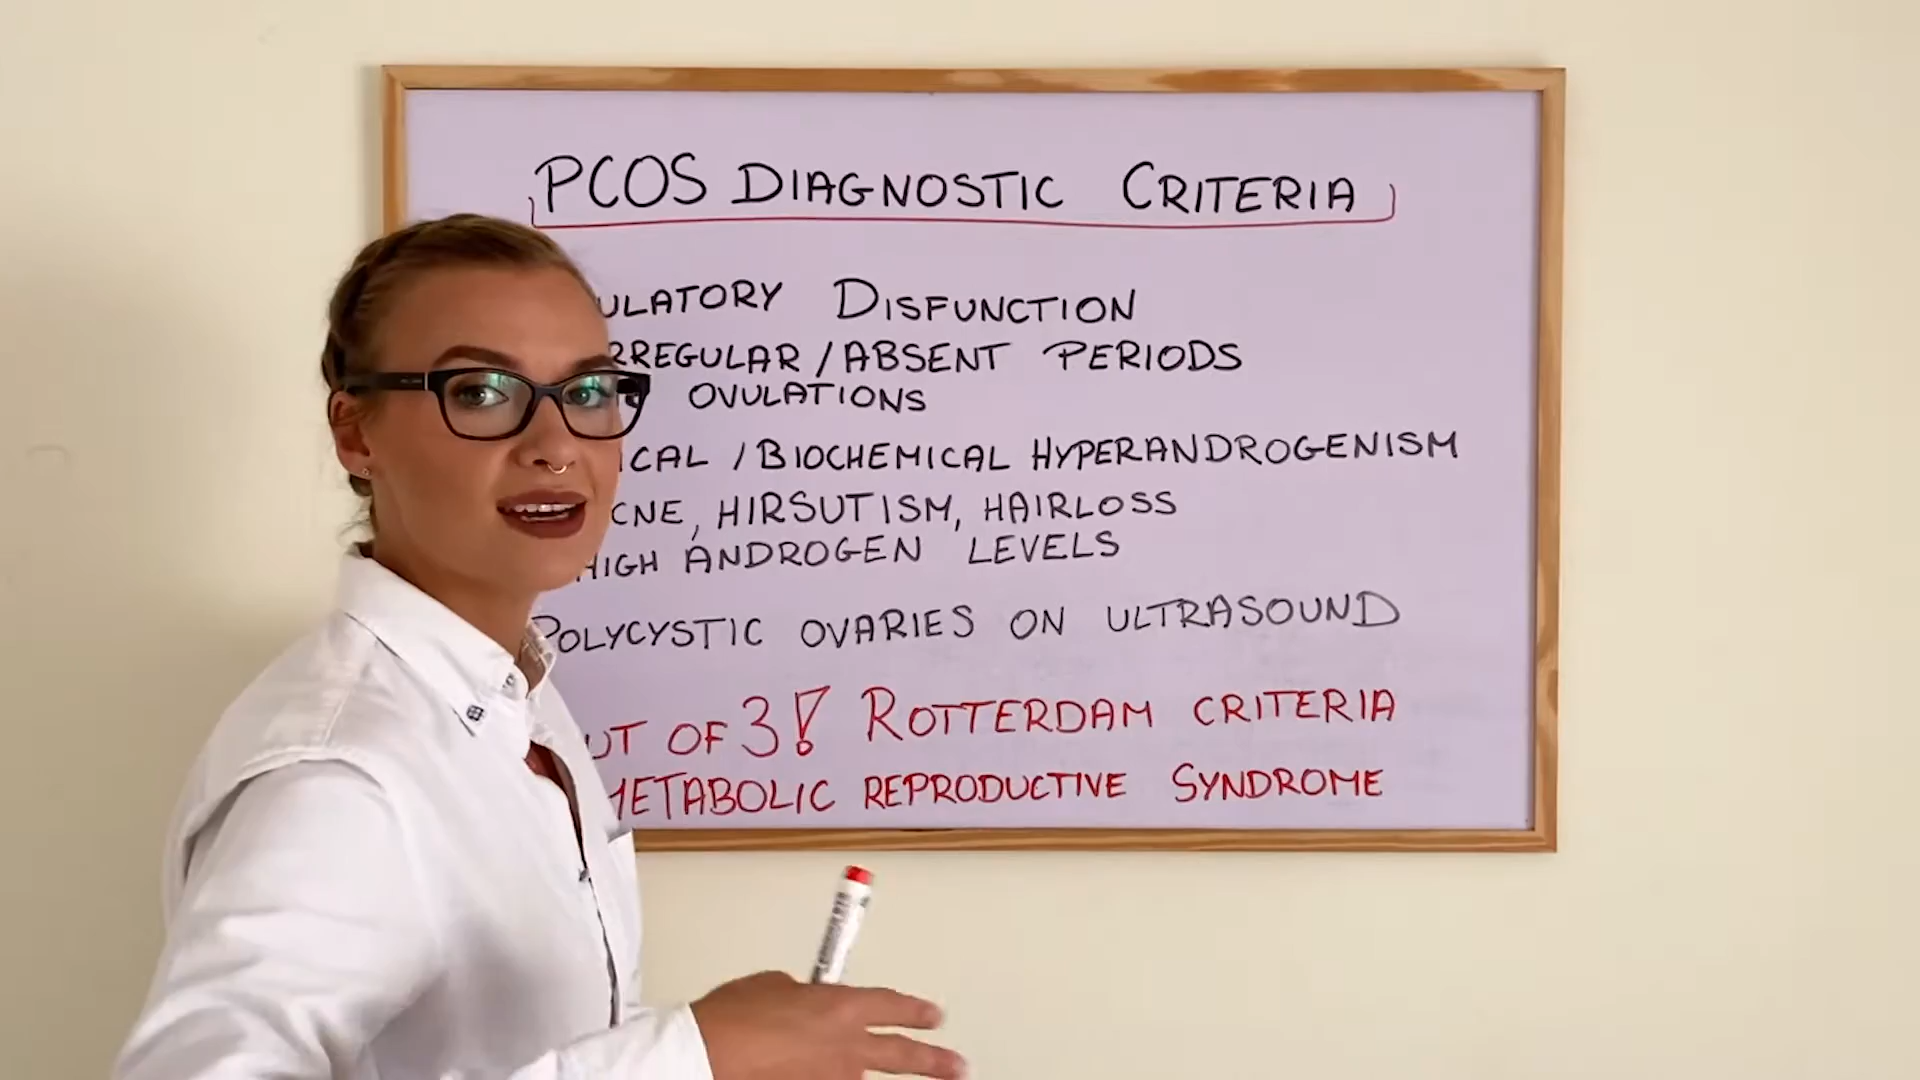 PCOS DIAGNOSTIC CRITERIA
ULATORY DISFUNCTION
RREGULAR / ABSENT PERIODS
OVULATIONS
ICAL / BIOCHEMICAL HYPERANDROGENISM
CNE, HIRSUTISM, HAIRLOSS
HIGH ANDROGEN LEVELS
POLYCYSTIC OVARIES ON ULTRASOUND
UT OF 3! ROTTERDAM CRITERIA
METABOLIC REPRODUCTIVE SYNDROME